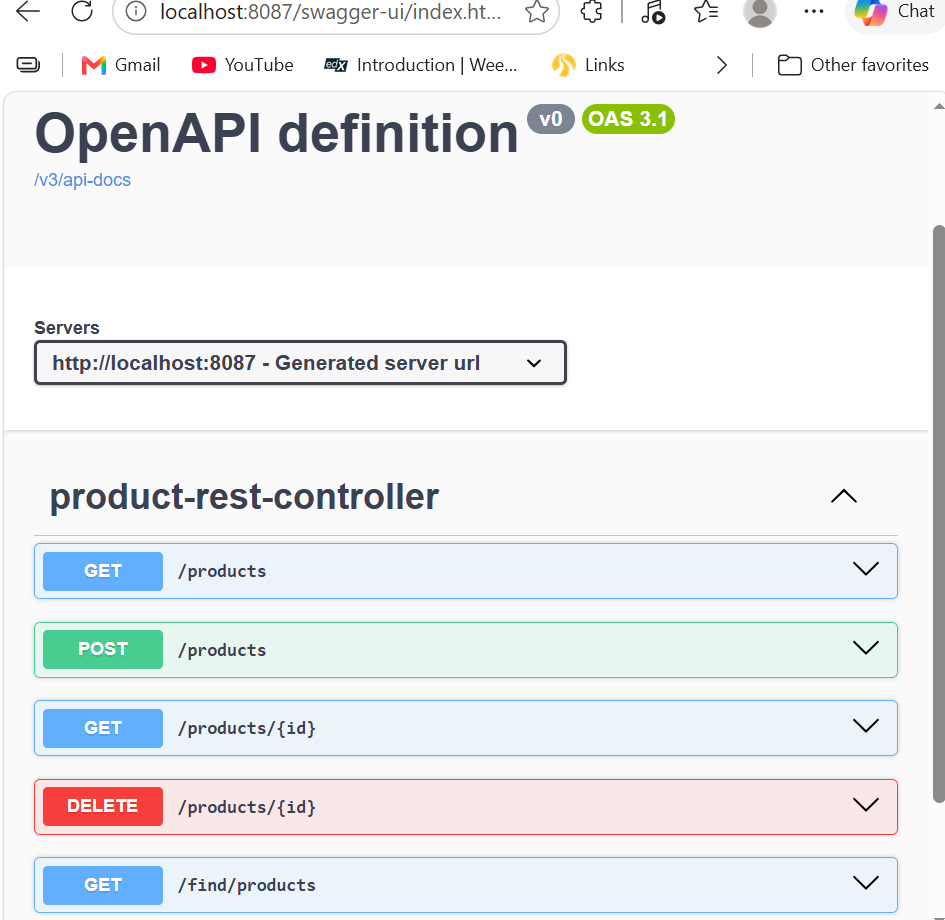 localhost:8087/swagger-ui/index.ht...
Chat
Gmail
YouTube
edX
Introduction | Wee...
Links
Other favorites
OpenAPI definition v0 OAS 3.1
/v3/api-docs
Servers
http://localhost:8087 - Generated server url
product-rest-controller
GET /products
POST /products
GET /products/{id}
DELETE /products/{id}
GET /find/products